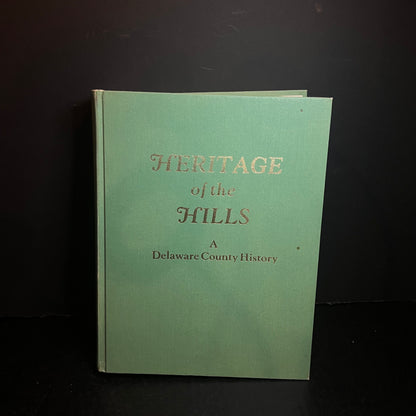 HERITAGE
of the
HILLS
A
Delaware County History